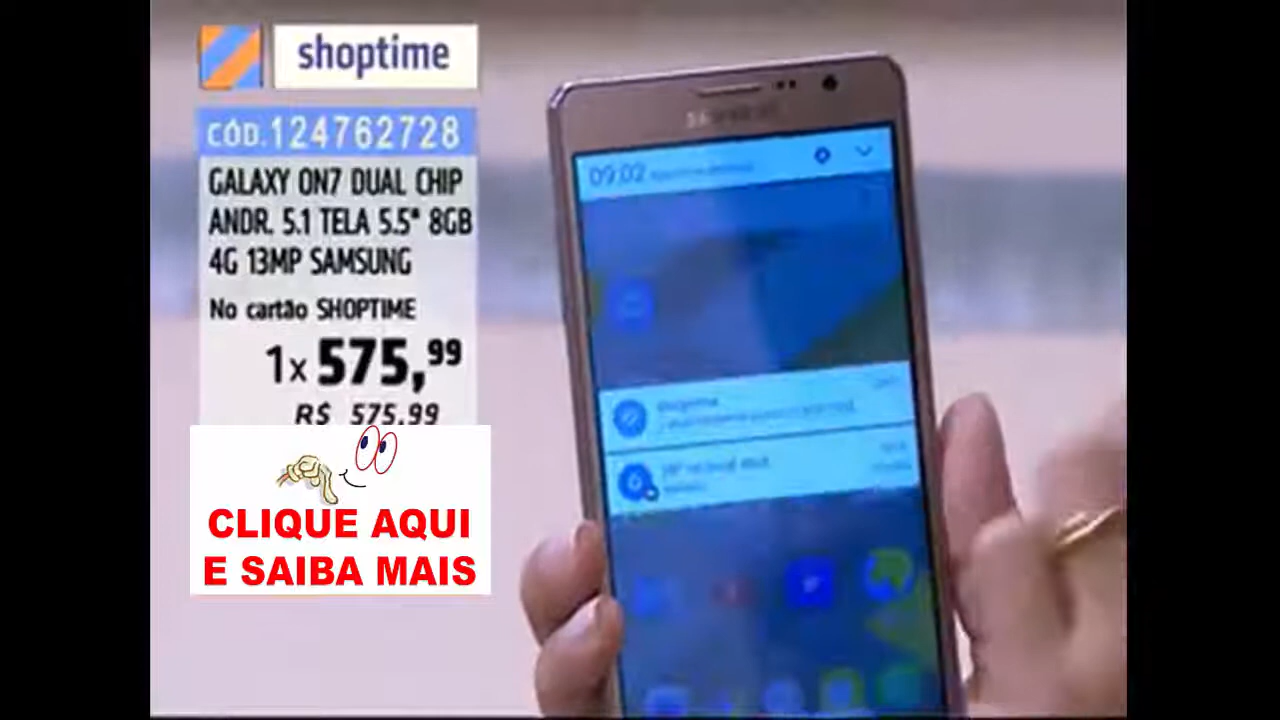 shoptime
CÓD.124762728
GALAXY ON7 DUAL CHIP
ANDR. 5.1 TELA 5.5" 8GB
4G 13MP SAMSUNG
No cartão SHOPTIME
1x 575,99
R$ 575,99
CLIQUE AQUI
E SAIBA MAIS
SAMSUNG
09:02